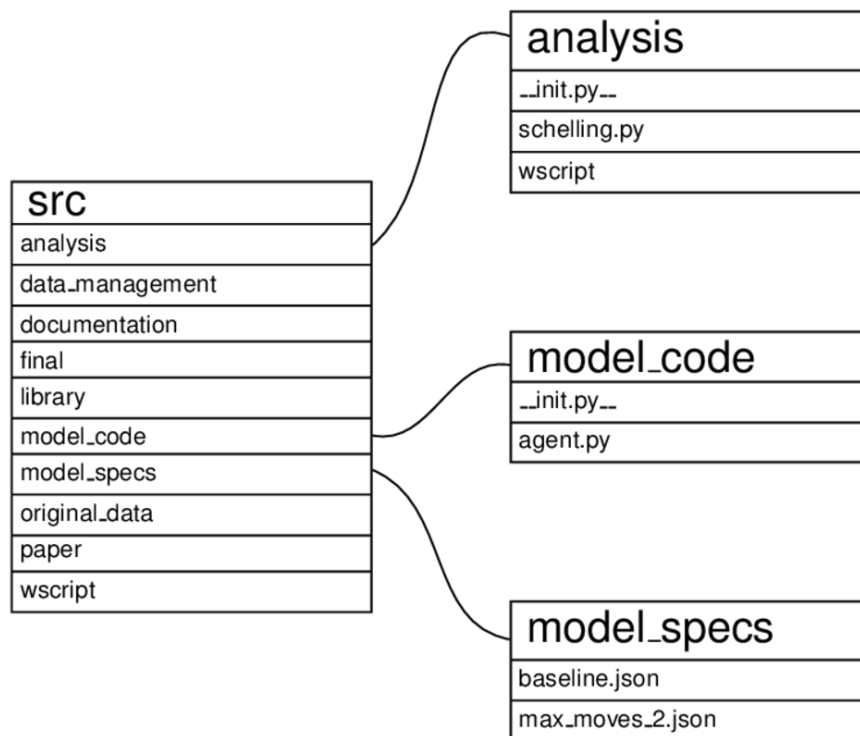 analysis
__init.py__
schelling.py
wscript
src
analysis
data_management
documentation
final
library
model_code
model_specs
original_data
paper
wscript
model_code
__init.py__
agent.py
model_specs
baseline.json
max_moves_2.json